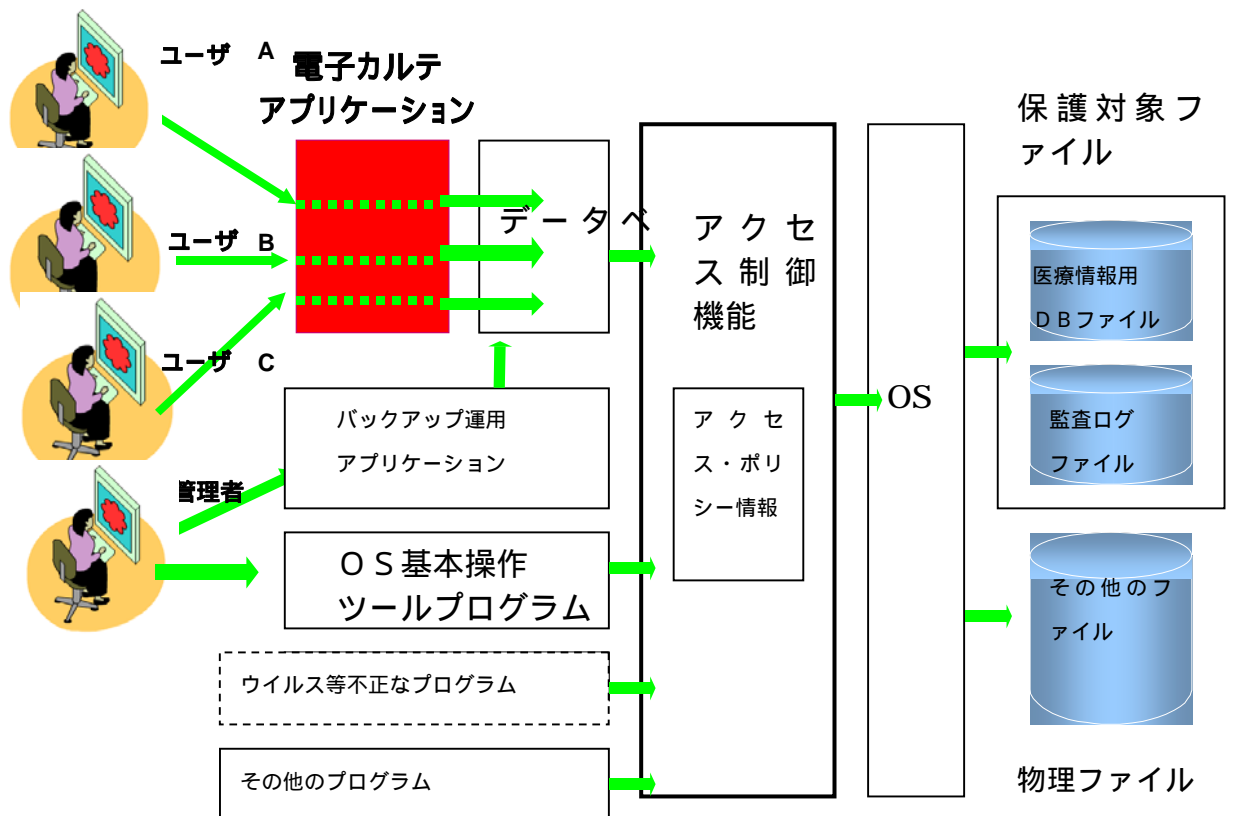 ユーザ A
電子カルテ
アプリケーション
ユーザ B
ユーザ C
管理者
データベ
バックアップ運用
アプリケーション
ＯＳ基本操作
ツールプログラム
ウイルス等不正なプログラム
その他のプログラム
アクセ
ス制御
機能
アクセ
ス・ポリ
シー情報
OS
保護対象フ
ァイル
医療情報用
ＤＢファイル
監査ログ
ファイル
その他のフ
ァイル
物理ファイル